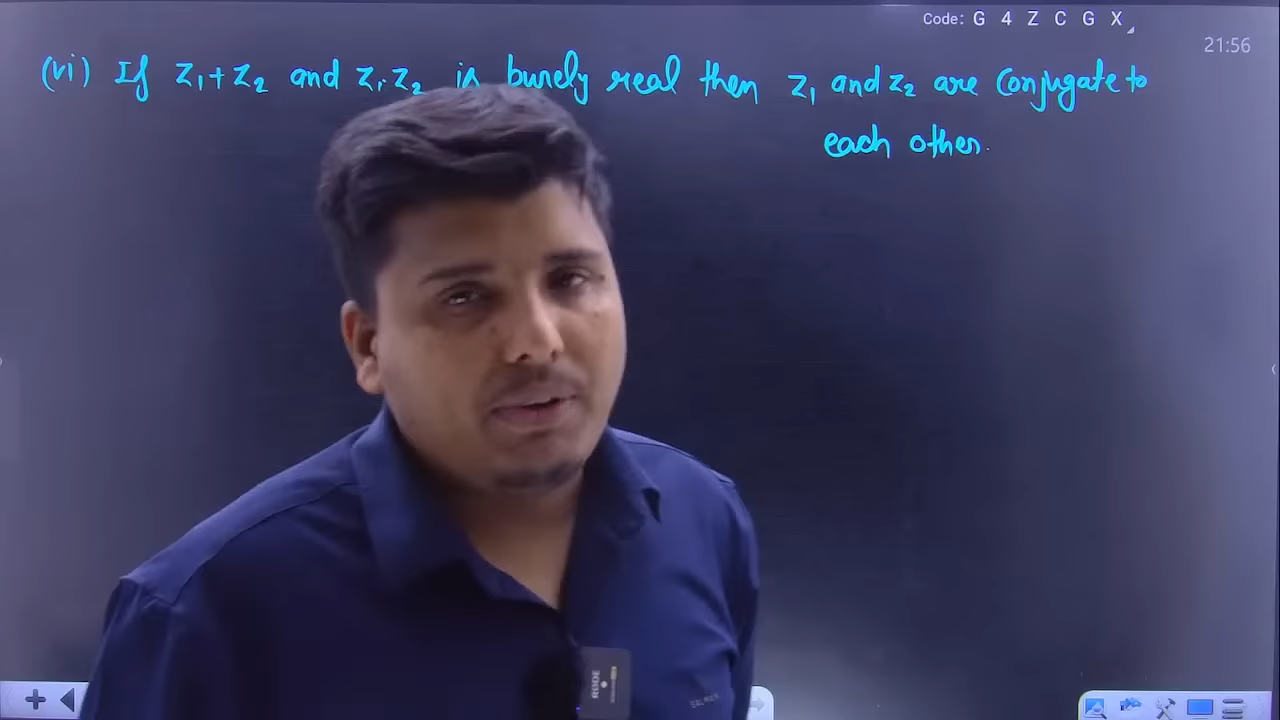 Code: G 4 Z C G X
21:56
(vi) If z₁+z₂ and z₁.z₂ is purely real then z₁ and z₂ are conjugate to
each other.
RODE